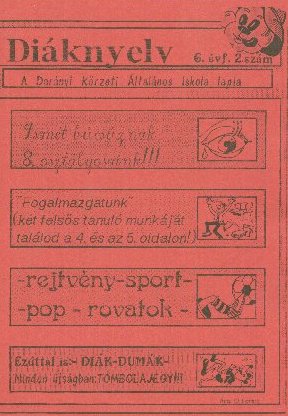 Diáknyelv
6. évf. 2. szám
A Darányi Körzeti Általános Iskola lapja
Ismét búcsúznak
8. osztályosaink!!!
"Fogalmazgatunk"
(két felsős tanuló munkáját
találod a 4. és az 5. oldalon!)
-rejtvény-sport-
-pop - rovatok -
Ezúttal is:- DIÁK-DUMÁK-
Minden újságban:TOMBOLAJEGY!!!